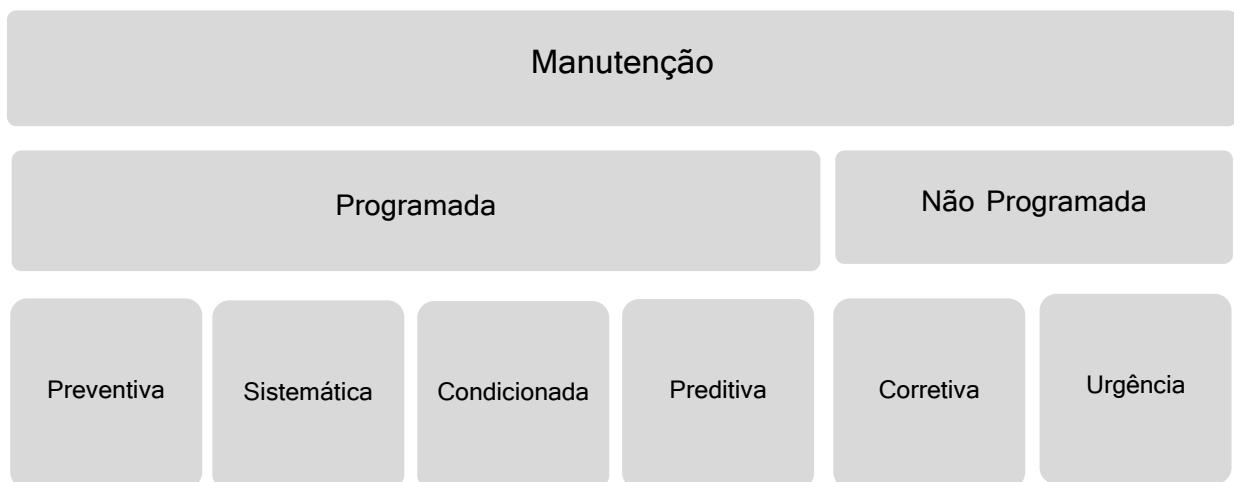 Manutenção
Programada
Não Programada
Preventiva
Sistemática
Condicionada
Preditiva
Corretiva
Urgência